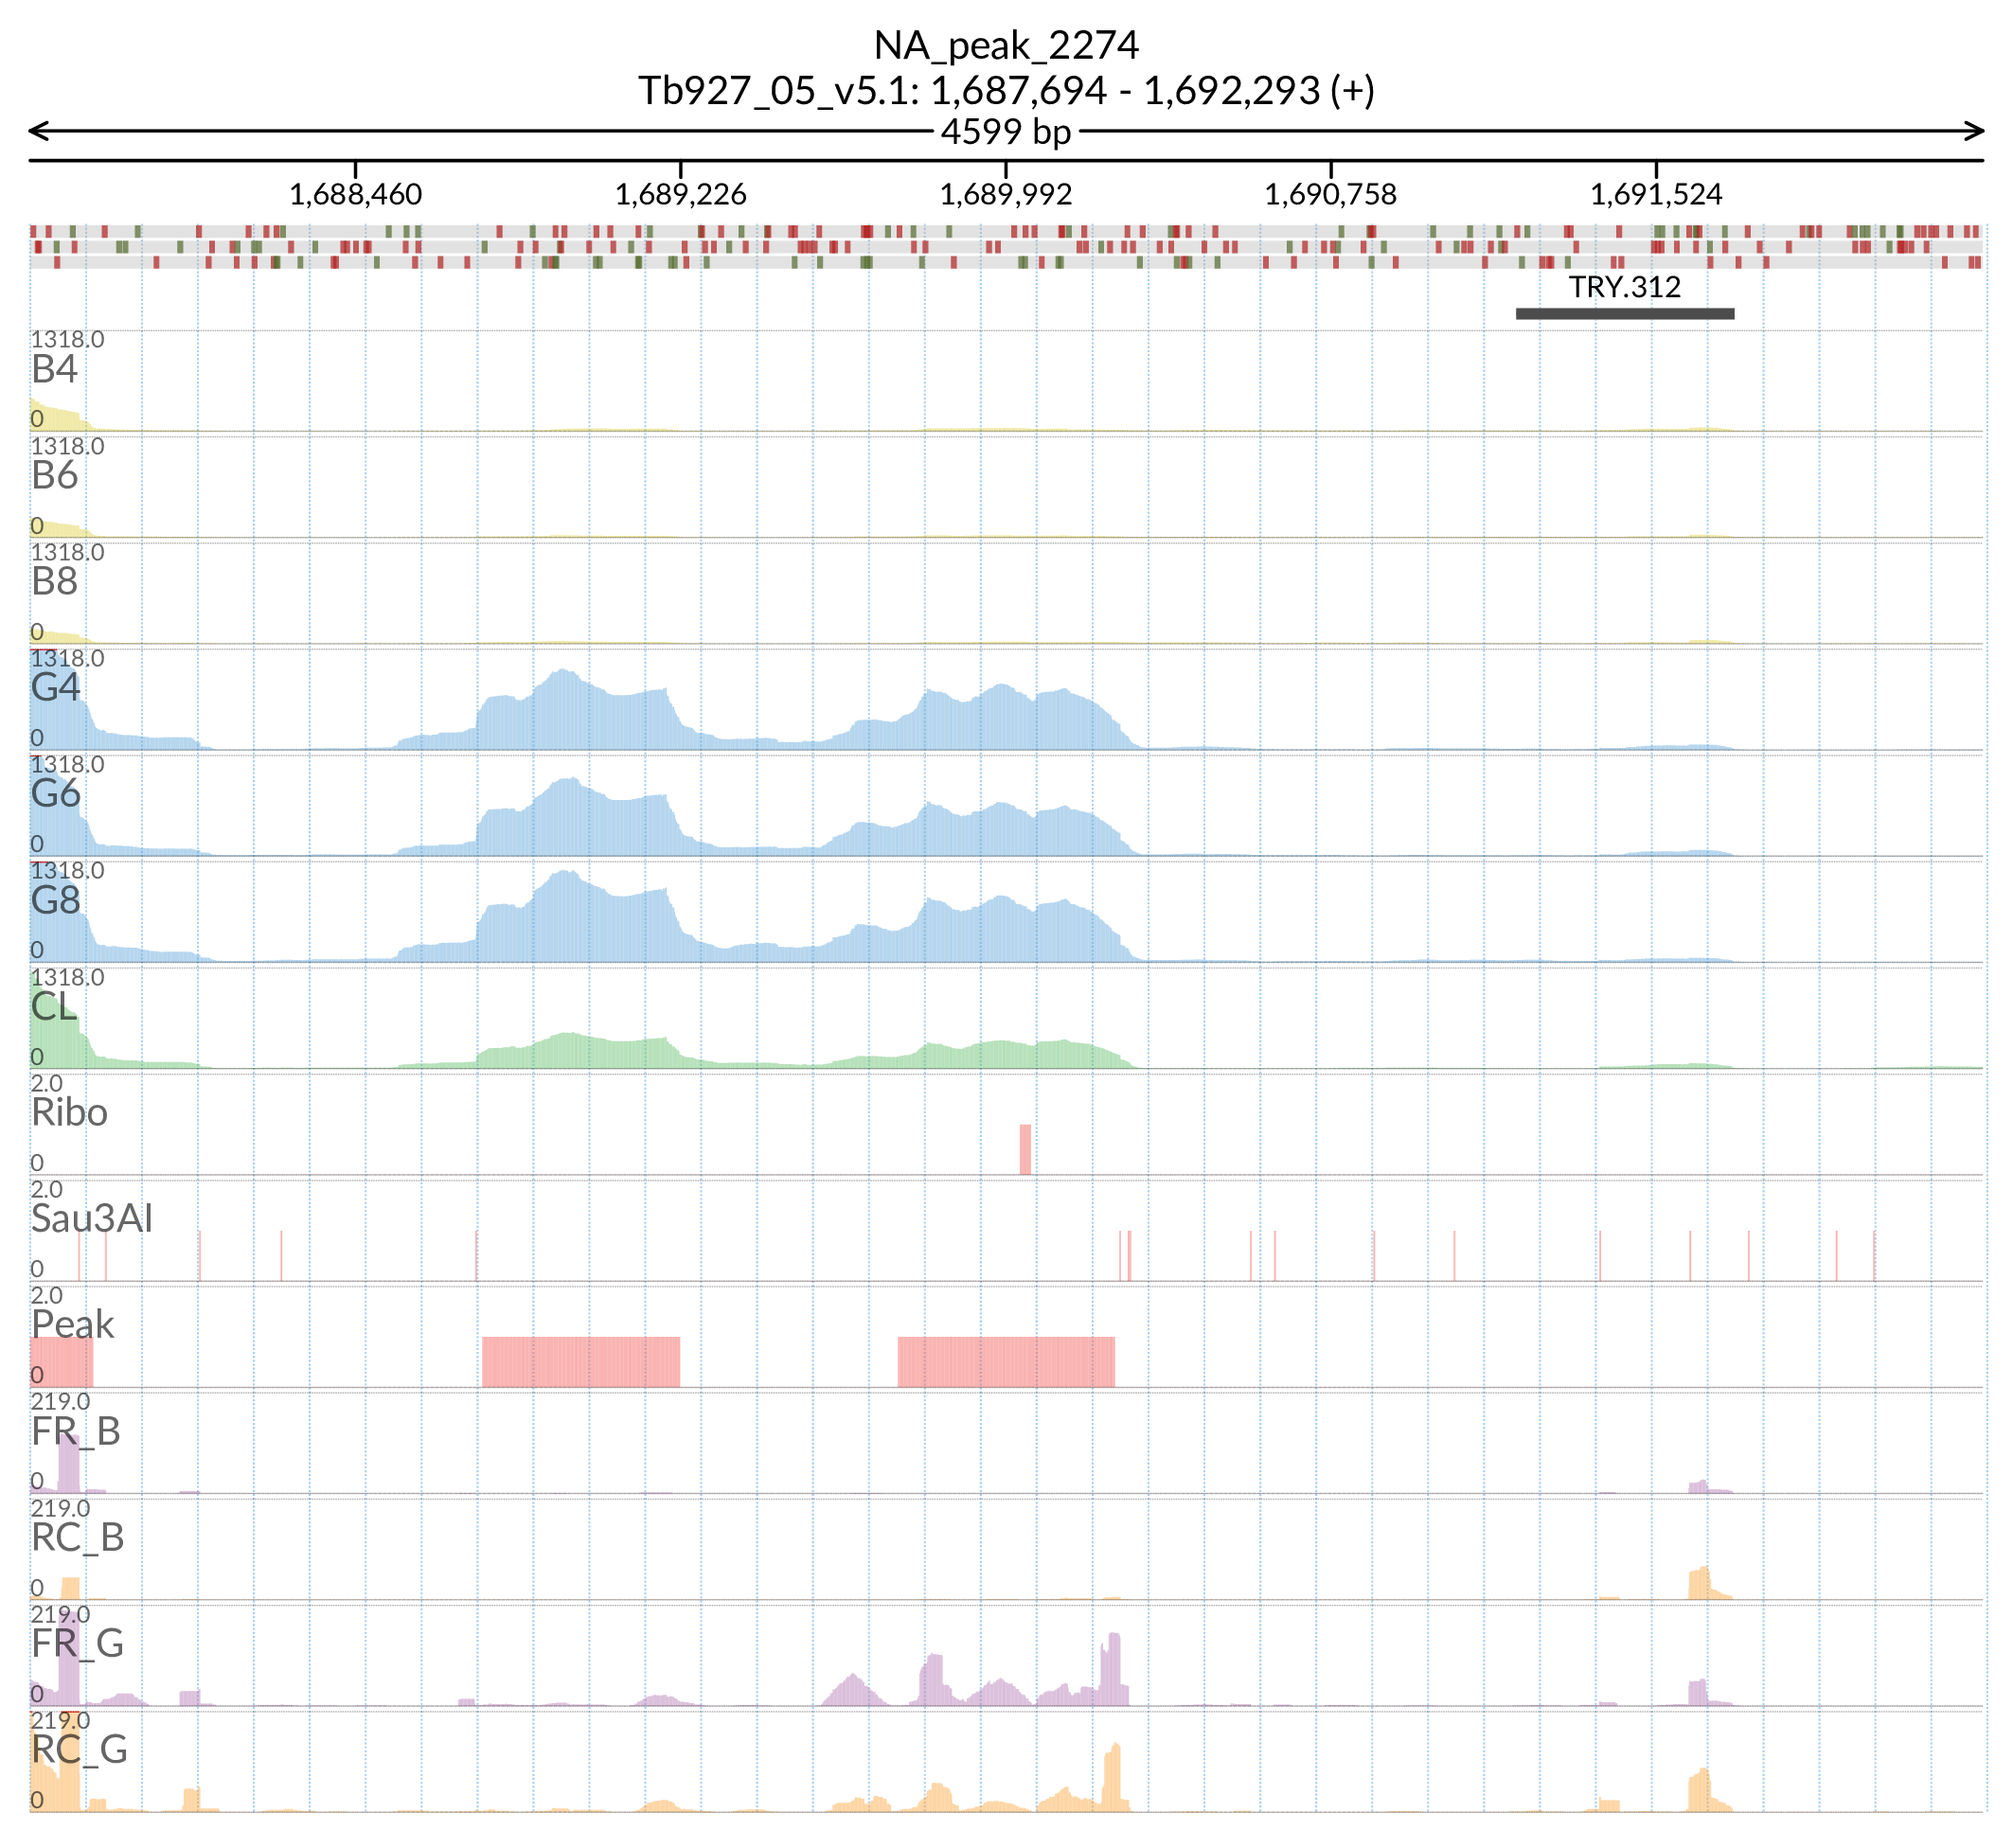 NA_peak_2274
Tb927_05_v5.1: 1,687,694 - 1,692,293 (+)
4599 bp
1,688,460 1,689,226 1,689,992 1,690,758 1,691,524
TRY.312
1318.0
B4
0
1318.0
B6
0
1318.0
B8
0
1318.0
G4
0
1318.0
G6
0
1318.0
G8
0
1318.0
CL
0
2.0
Ribo
0
2.0
Sau3AI
0
2.0
Peak
0
219.0
FR_B
0
219.0
RC_B
0
219.0
FR_G
0
219.0
RC_G
0